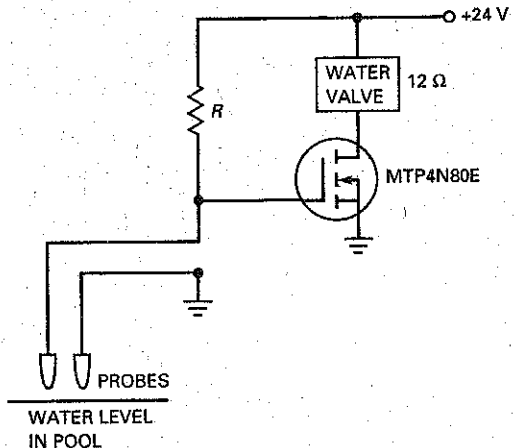 +24 V
WATER
VALVE
12 Ω
R
MTP4N80E
PROBES
WATER LEVEL
IN POOL